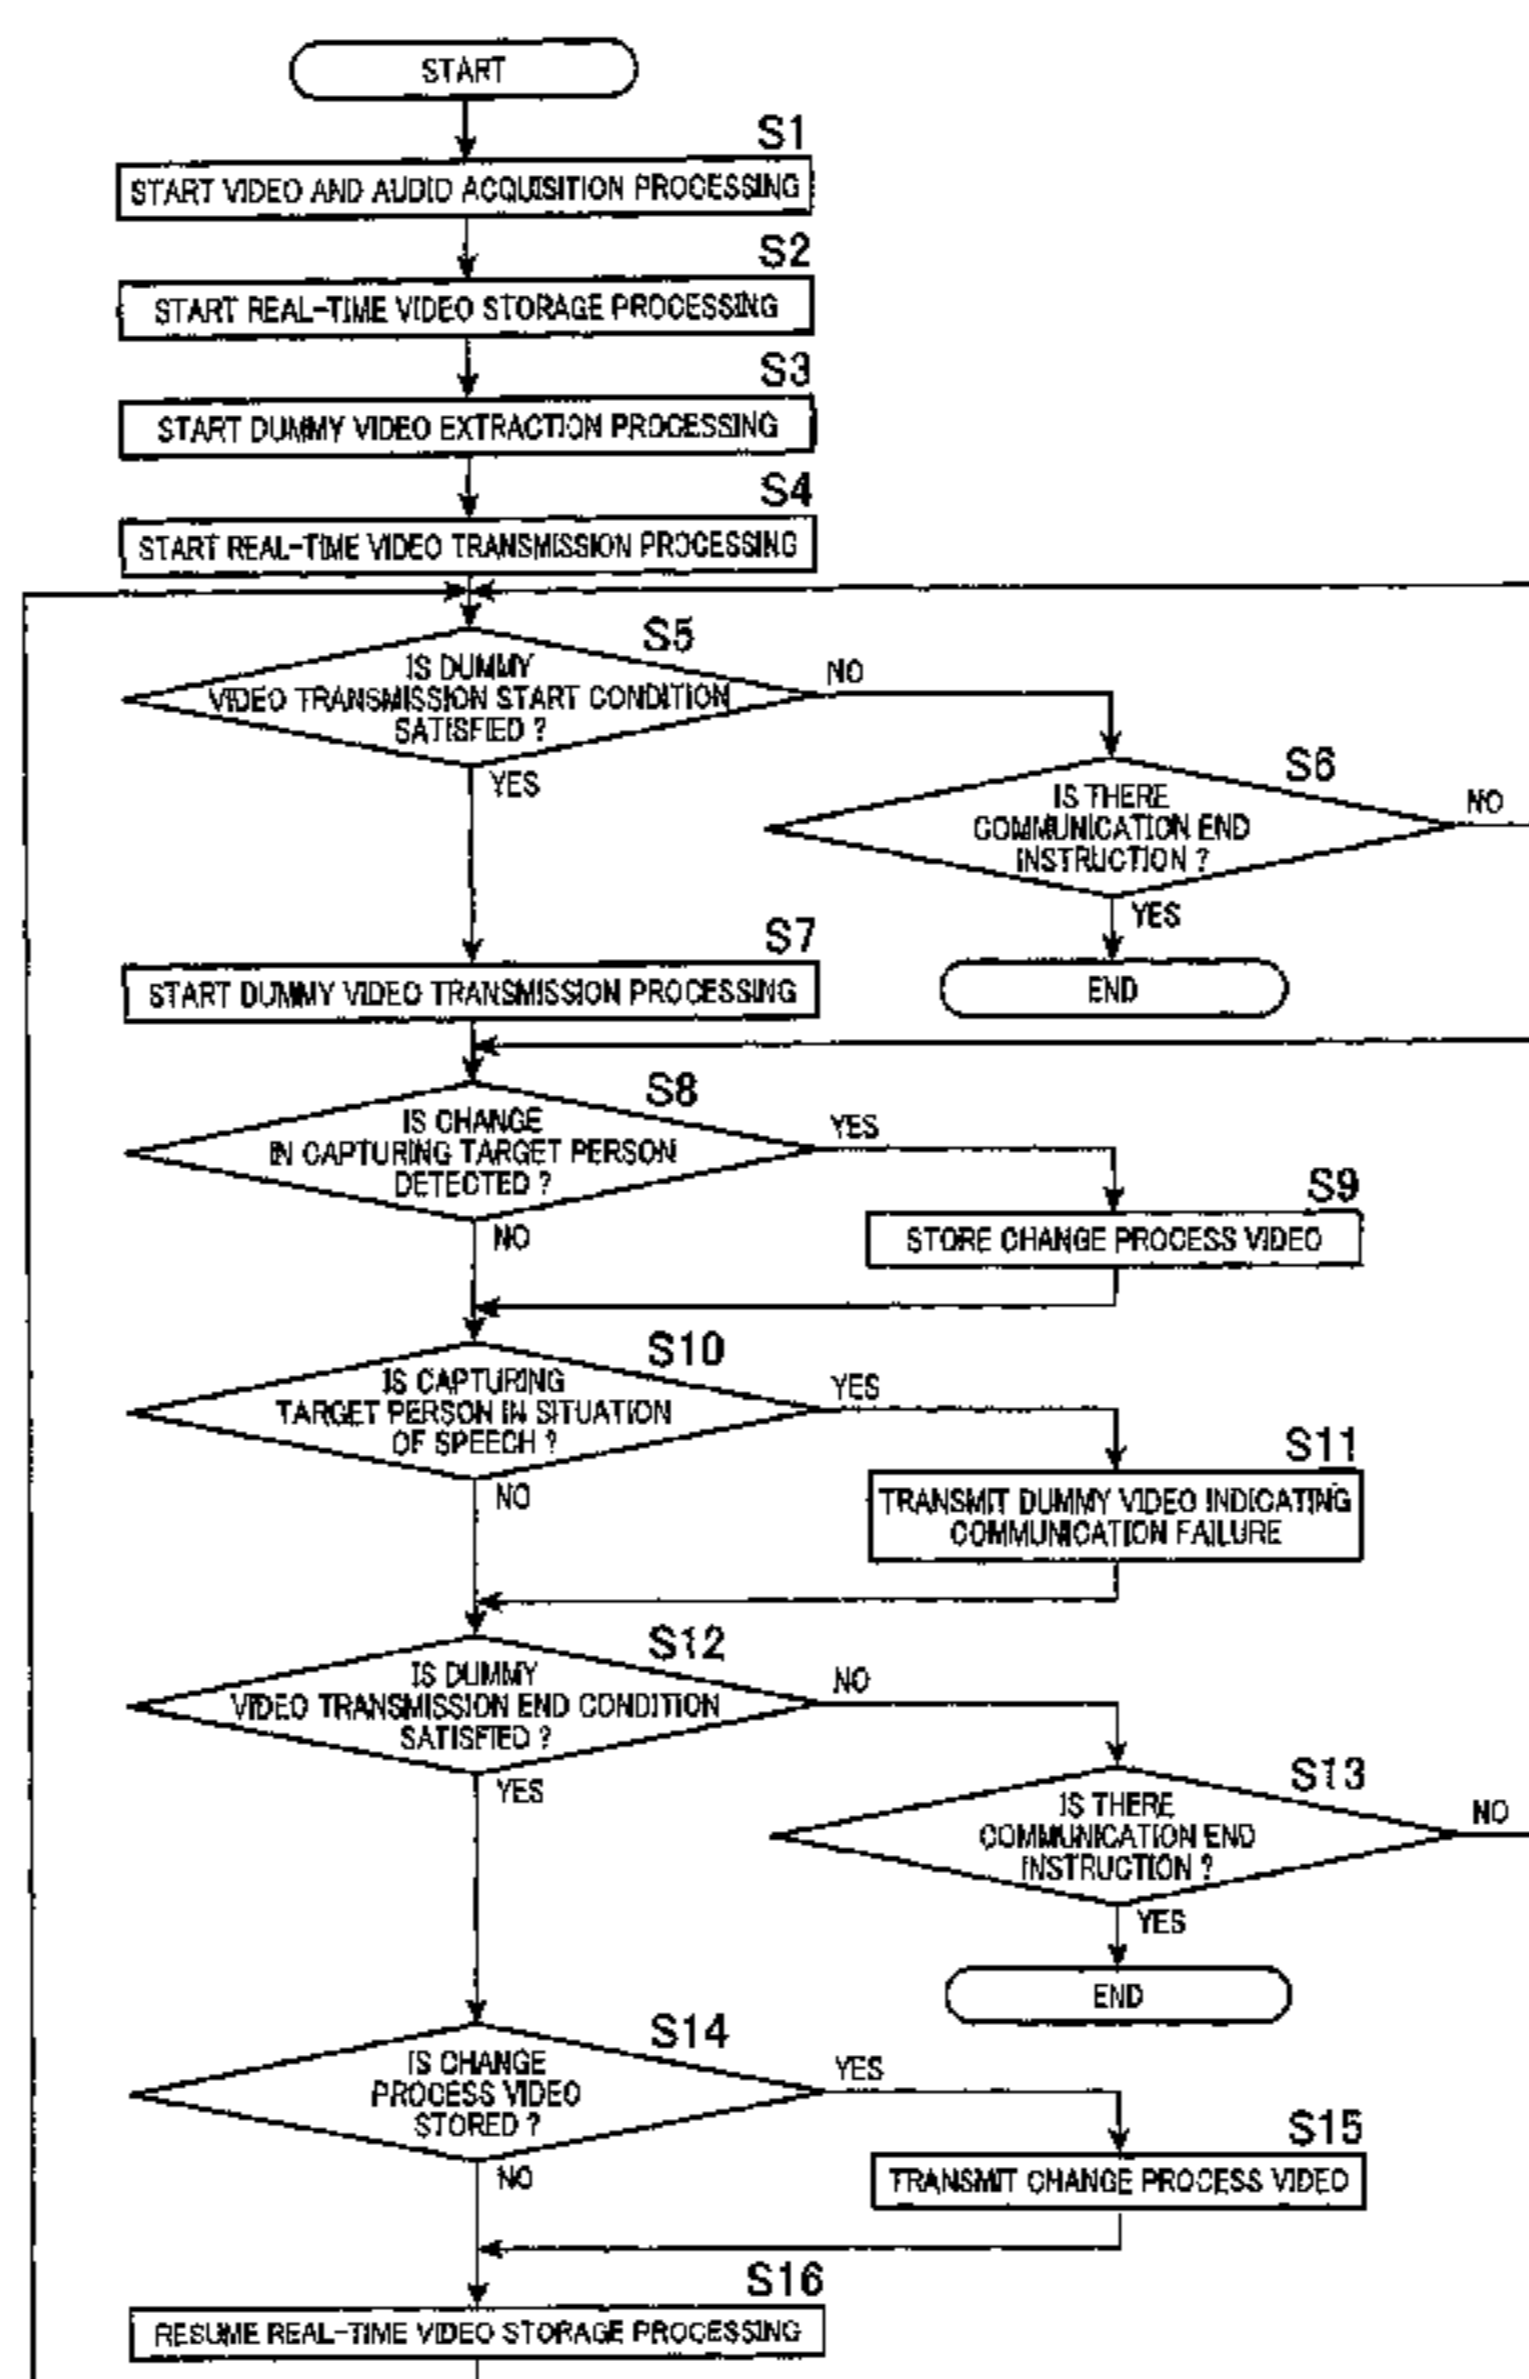 START
S1
START VIDEO AND AUDIO ACQUISITION PROCESSING
S2
START REAL-TIME VIDEO STORAGE PROCESSING
S3
START DUMMY VIDEO EXTRACTION PROCESSING
S4
START REAL-TIME VIDEO TRANSMISSION PROCESSING
S5
IS DUMMY
VIDEO TRANSMISSION START CONDITION
SATISFIED ?
NO
YES
S6
IS THERE
COMMUNICATION END
INSTRUCTION ?
NO
YES
END
S7
START DUMMY VIDEO TRANSMISSION PROCESSING
S8
IS CHANGE
IN CAPTURING TARGET PERSON
DETECTED ?
YES
NO
S9
STORE CHANGE PROCESS VIDEO
S10
IS CAPTURING
TARGET PERSON IN SITUATION
OF SPEECH ?
YES
NO
S11
TRANSMIT DUMMY VIDEO INDICATING
COMMUNICATION FAILURE
S12
IS DUMMY
VIDEO TRANSMISSION END CONDITION
SATISFIED ?
NO
YES
S13
IS THERE
COMMUNICATION END
INSTRUCTION ?
NO
YES
END
S14
IS CHANGE
PROCESS VIDEO
STORED ?
YES
NO
S15
TRANSMIT CHANGE PROCESS VIDEO
S16
RESUME REAL-TIME VIDEO STORAGE PROCESSING